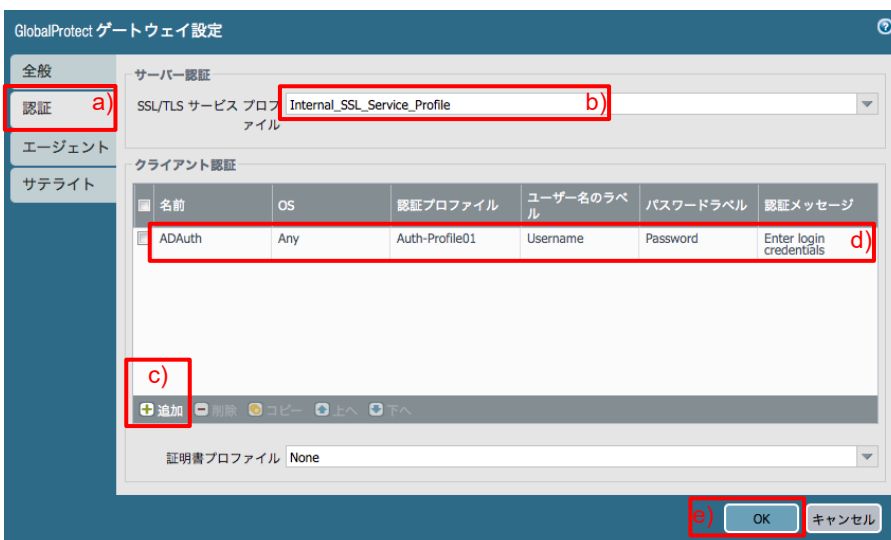 GlobalProtect ゲートウェイ設定
全般
認証 a)
エージェント
サテライト
サーバー認証
SSL/TLS サービス プロフ
ァイル
Internal_SSL_Service_Profile b)
クライアント認証
名前 OS 認証プロファイル ユーザー名のラベ
ル パスワードラベル 認証メッセージ
ADAuth Any Auth-Profile01 Username Password Enter login
credentials d)
c)
追加 削除 コピー 上へ 下へ
証明書プロファイル None
e) OK キャンセル